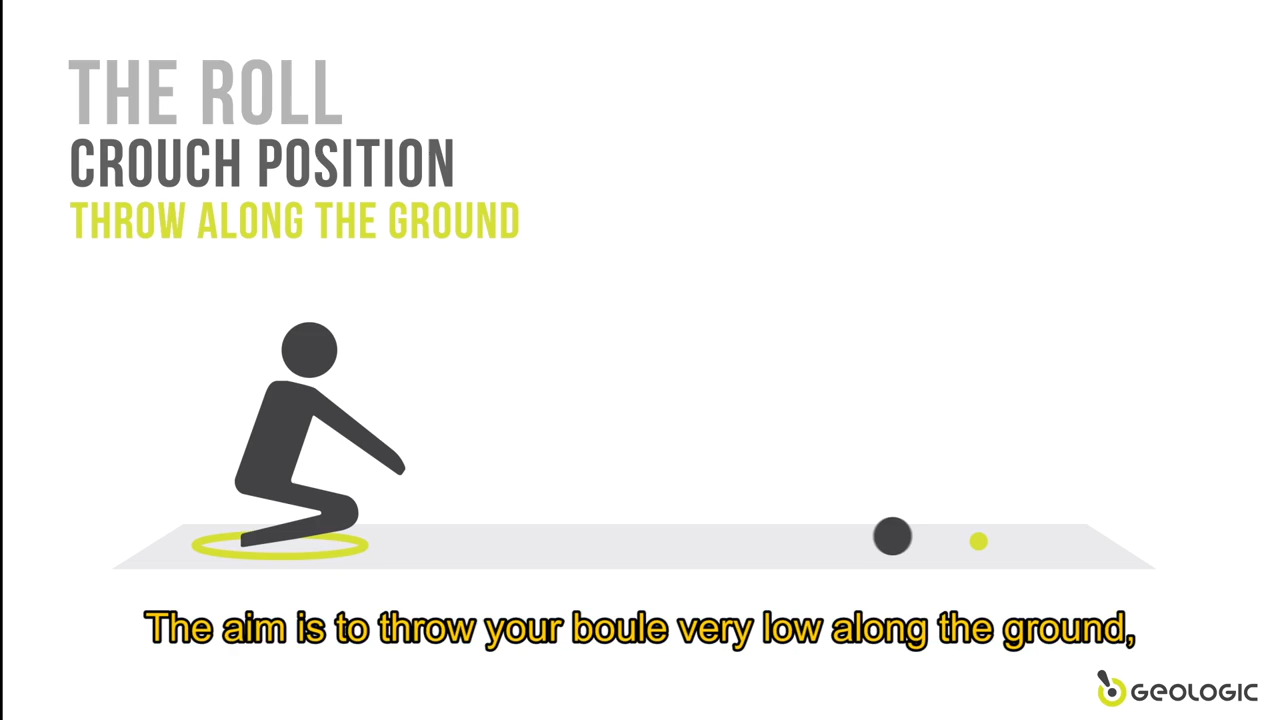 THE ROLL
CROUCH POSITION
THROW ALONG THE GROUND
The aim is to throw your boule very low along the ground,
GEOLOGIC